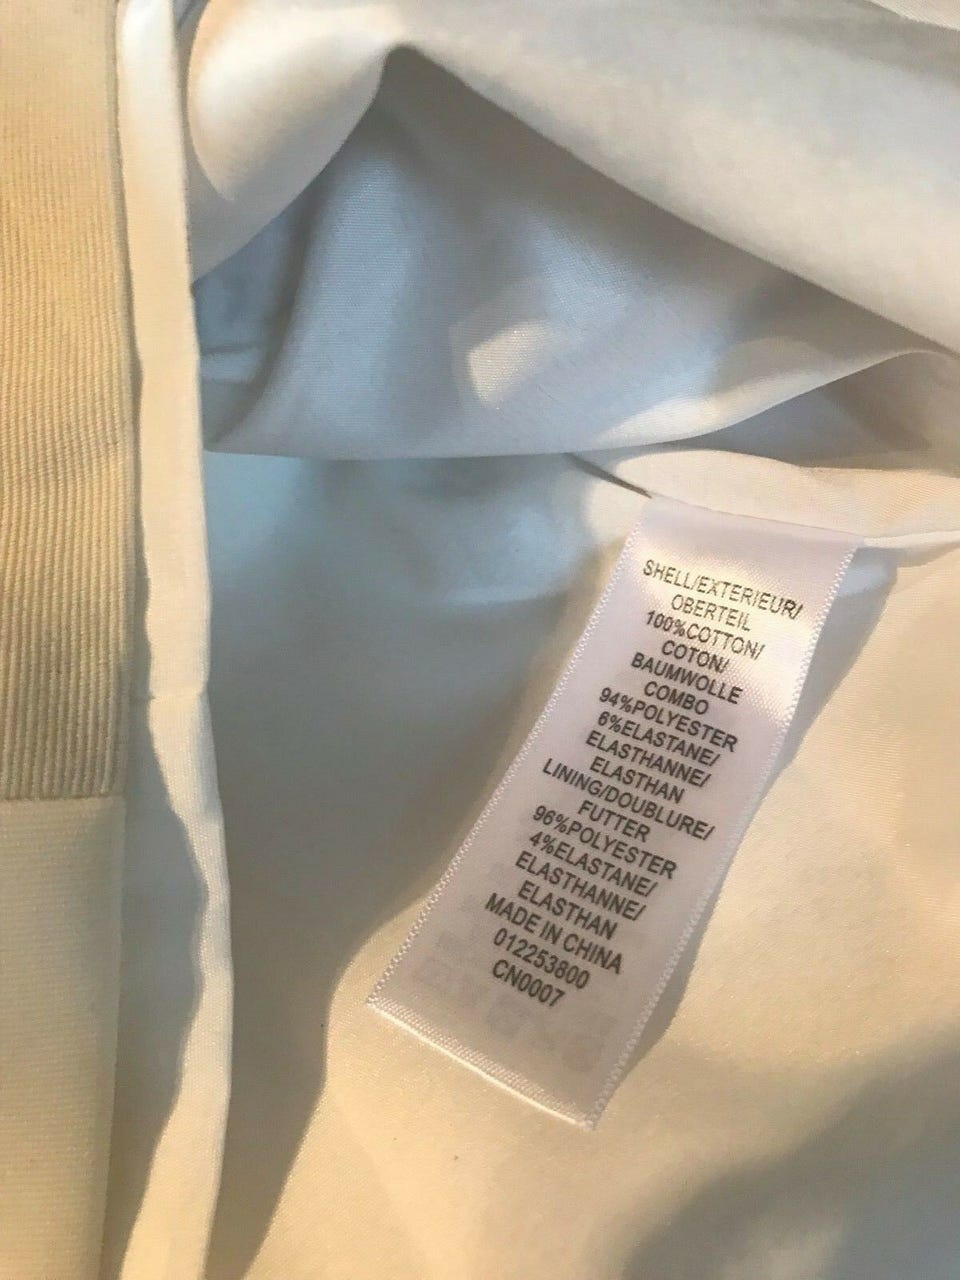 SHELL/EXTERIEUR/
OBERTEIL
100%COTTON/
COTON/
BAUMWOLLE
COMBO
94%POLYESTER
6%ELASTANE/
ELASTHANNE/
ELASTHAN
LINING/DOUBLURE/
FUTTER
96%POLYESTER
4%ELASTANE/
ELASTHANNE/
ELASTHAN
MADE IN CHINA
012253800
CN0007